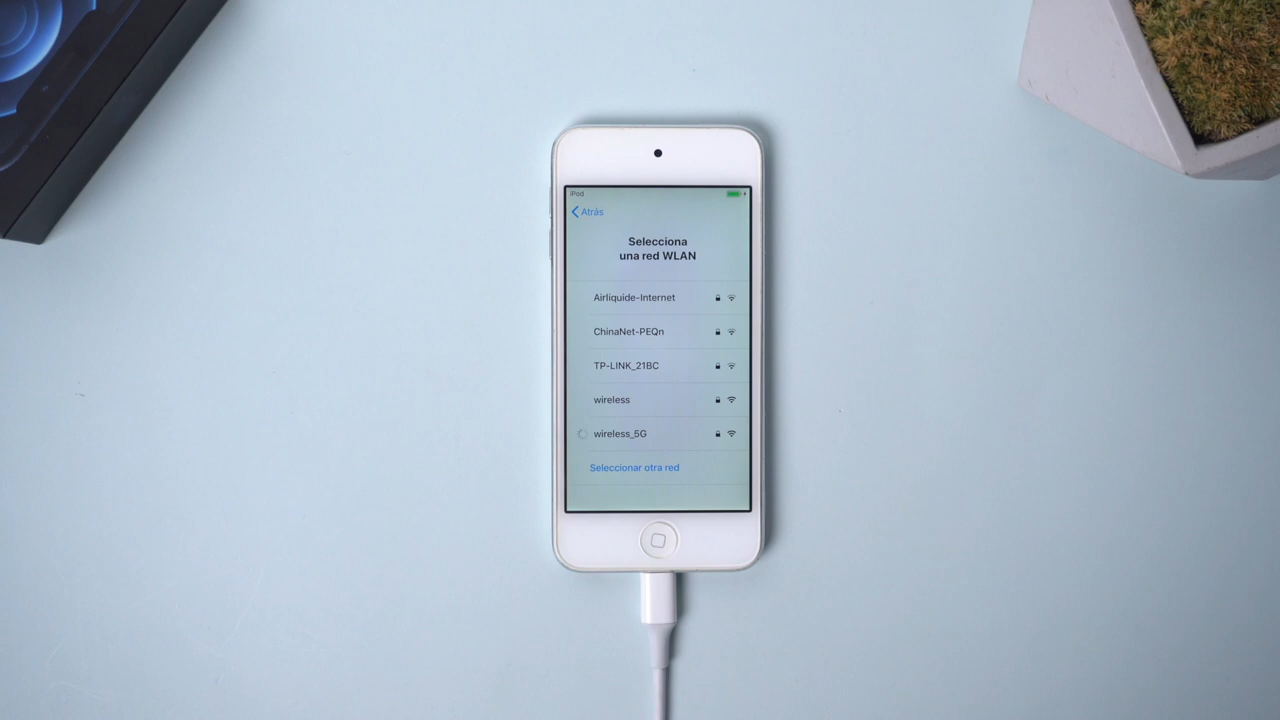 iPod
Atrás
Selecciona
una red WLAN
Airliquide-Internet
ChinaNet-PEQn
TP-LINK_21BC
wireless
wireless_5G
Seleccionar otra red